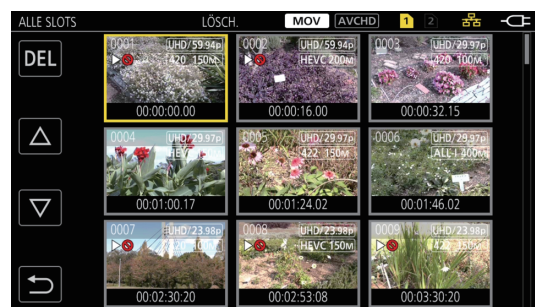 ALLE SLOTS LÖSCH. MOV AVCHD 1 2
DEL
0001 UHD/59.94p
420 150M
00:00:00.00
0002 UHD/59.94p
HEVC 200M
00:00:16.00
0003 UHD/29.97p
420 100M
00:00:32.15
0004 UHD/29.97p
00:01:00.17
0005 UHD/29.97p
422 150M
00:01:24.02
0006 UHD/29.97p
ALL-I 400M
00:01:46.02
0007 UHD/23.98p
420 100M
00:02:30:20
0008 UHD/23.98p
HEVC 150M
00:02:53:08
0009 UHD/23.98p
422 150M
00:03:30:20